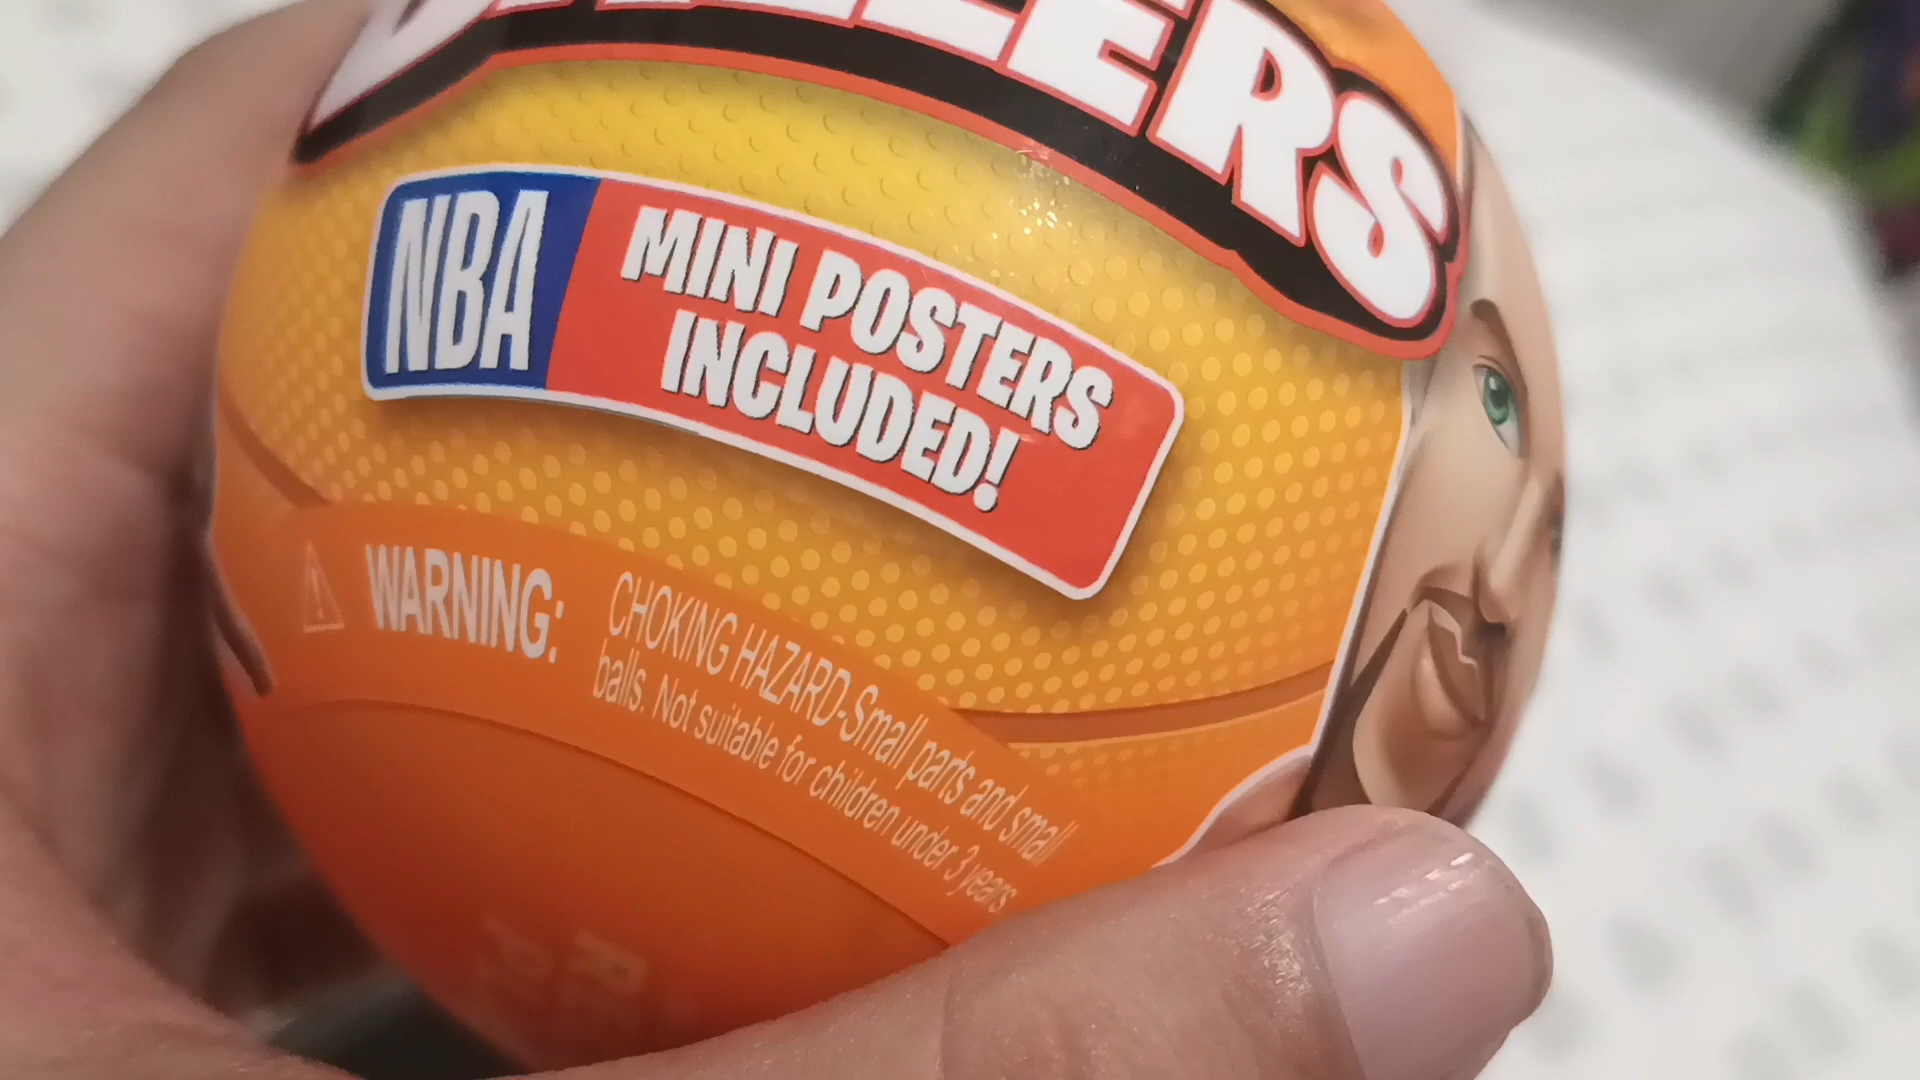 NBA
MINI POSTERS
INCLUDED!
WARNING:
CHOKING HAZARD-Small parts and small
balls. Not suitable for children under 3 years.